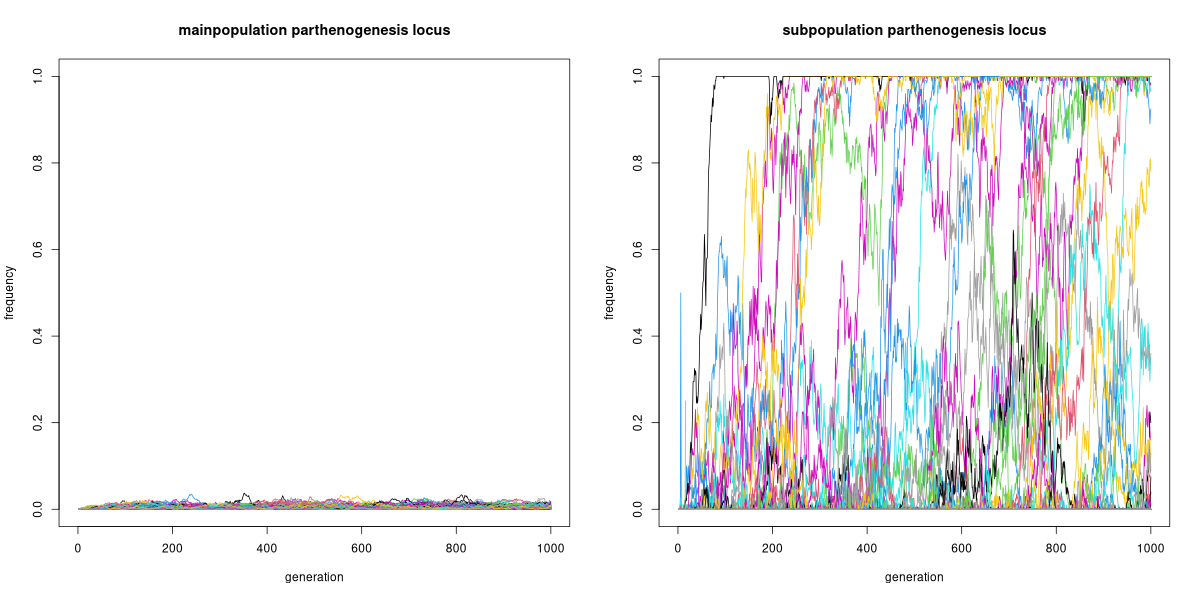 mainpopulation parthenogenesis locus
frequency
0.0 0.2 0.4 0.6 0.8 1.0
0 200 400 600 800 1000
generation
subpopulation parthenogenesis locus
frequency
0.0 0.2 0.4 0.6 0.8 1.0
0 200 400 600 800 1000
generation